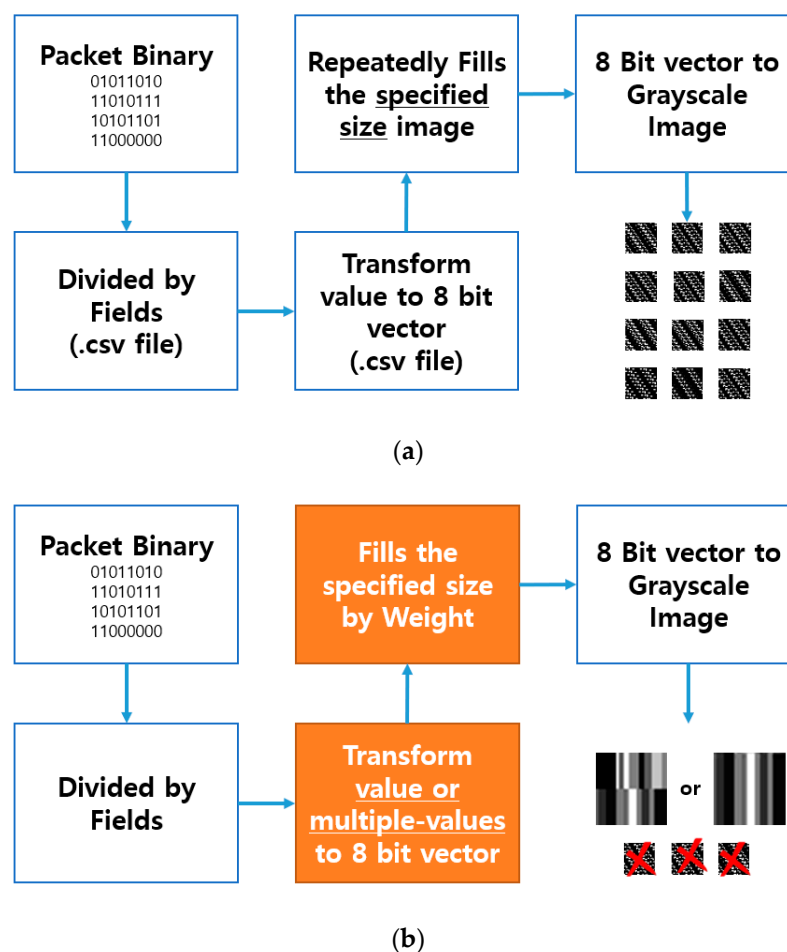 Packet Binary
01011010
11010111
10101101
11000000
Divided by
Fields
(.csv file)
Transform
value to 8 bit
vector
(.csv file)
Repeatedly Fills
the specified
size image
8 Bit vector to
Grayscale
Image
(a)
Packet Binary
01011010
11010111
10101101
11000000
Divided by
Fields
Transform
value or
multiple-values
to 8 bit vector
Fills the
specified size
by Weight
8 Bit vector to
Grayscale
Image
or
(b)